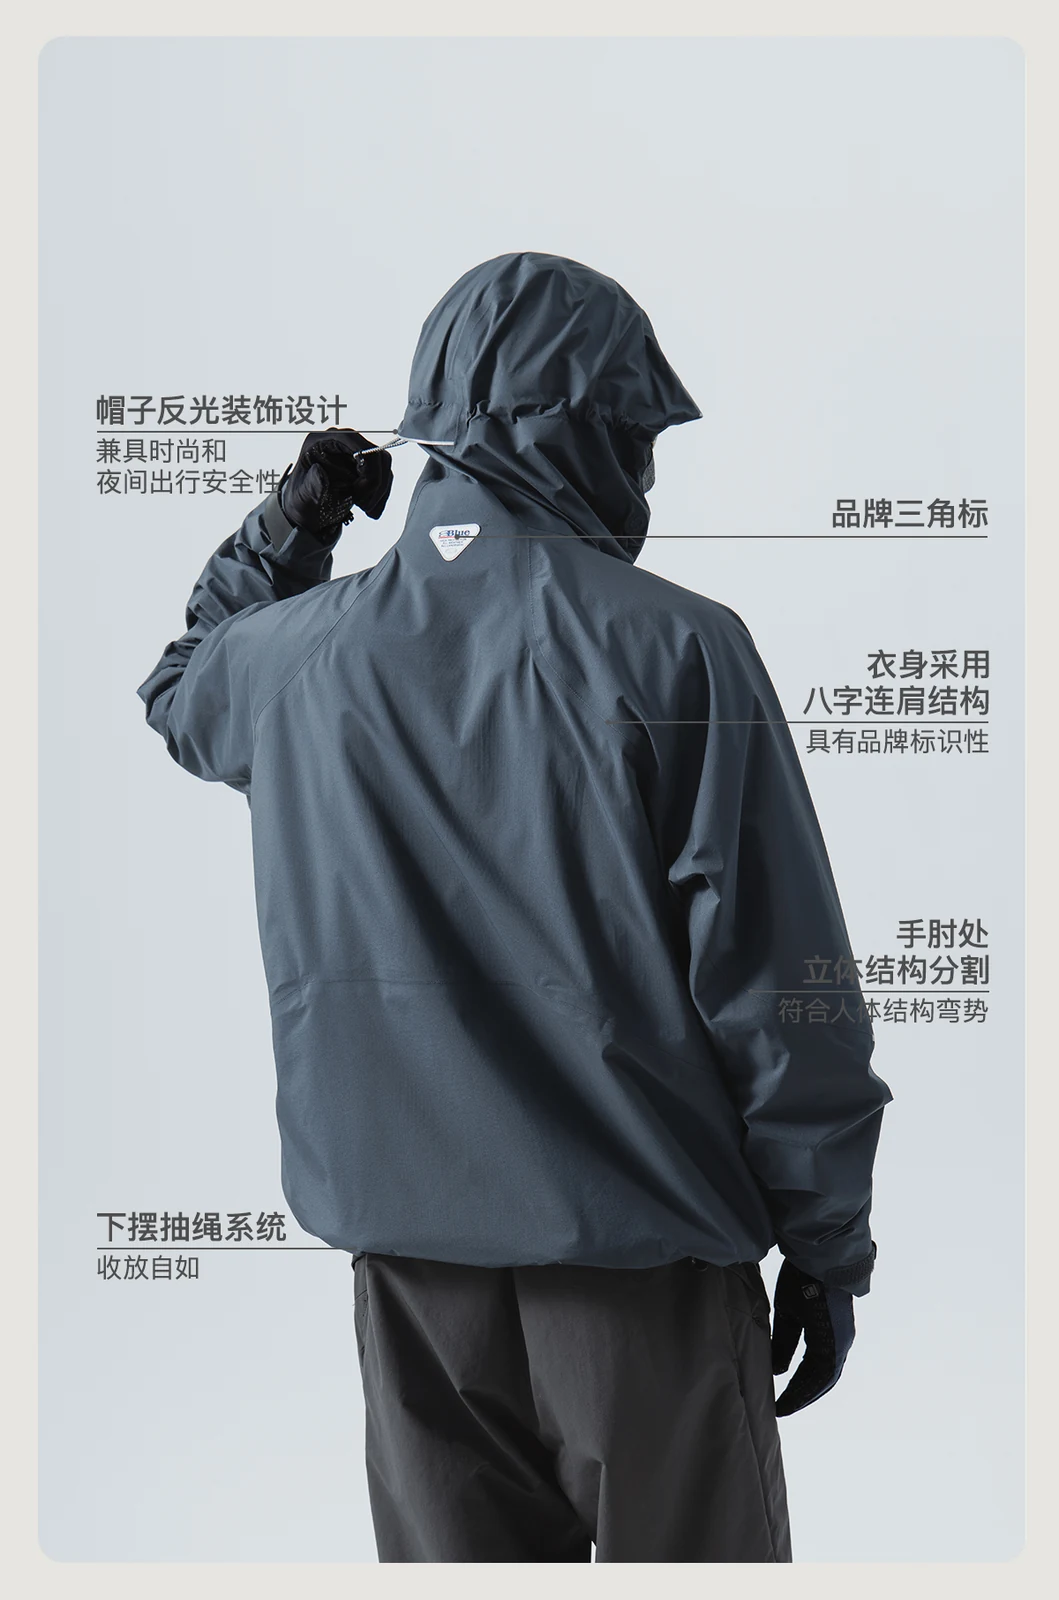 帽子反光装饰设计
兼具时尚和
夜间出行安全性
Blue
品牌三角标
衣身采用
八字连肩结构
具有品牌标识性
手肘处
立体结构分割
符合人体结构弯势
下摆抽绳系统
收放自如